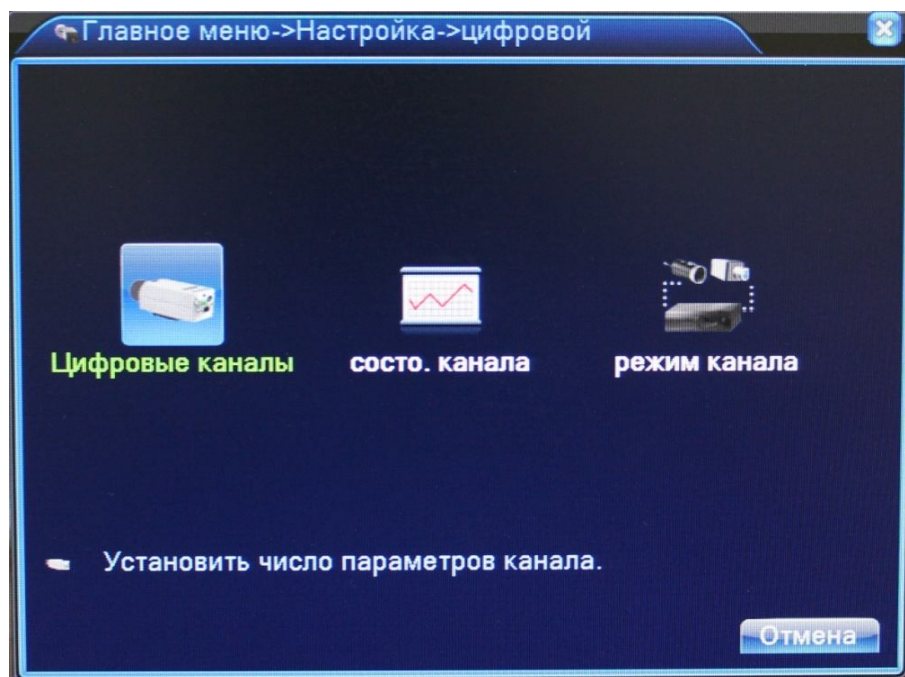 Главное меню->Настройка->цифровой
Цифровые каналы
состо. канала
режим канала
Установить число параметров канала.
Отмена